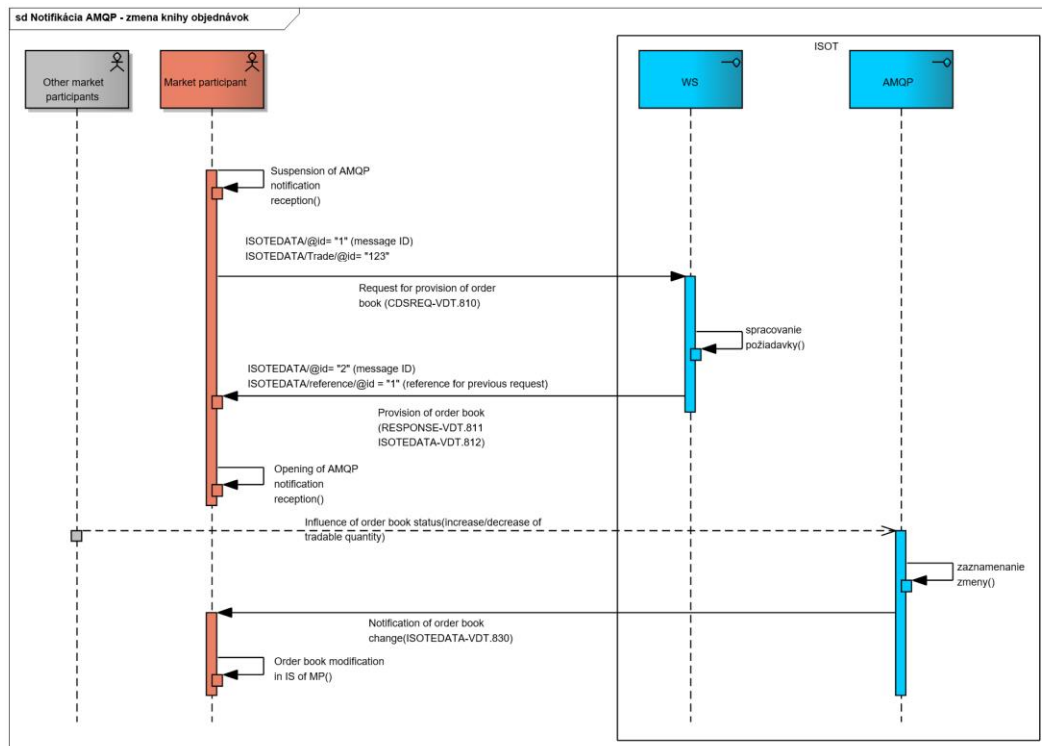 sd Notifikácia AMQP - zmena knihy objednávok
ISOT
Other market
participants
Market participant
WS
AMQP
Suspension of AMQP
notification
reception()
ISOTEDATA/@id= "1" (message ID)
ISOTEDATA/Trade/@id= "123"
Request for provision of order
book (CDSREQ-VDT.810)
spracovanie
požiadavky()
ISOTEDATA/@id= "2" (message ID)
ISOTEDATA/reference/@id = "1" (reference for previous request)
Provision of order book
(RESPONSE-VDT.811
ISOTEDATA-VDT.812)
Opening of AMQP
notification
reception()
Influence of order book status(increase/decrease of
tradable quantity)
zaznamenanie
zmeny()
Notification of order book
change(ISOTEDATA-VDT.830)
Order book modification
in IS of MP()